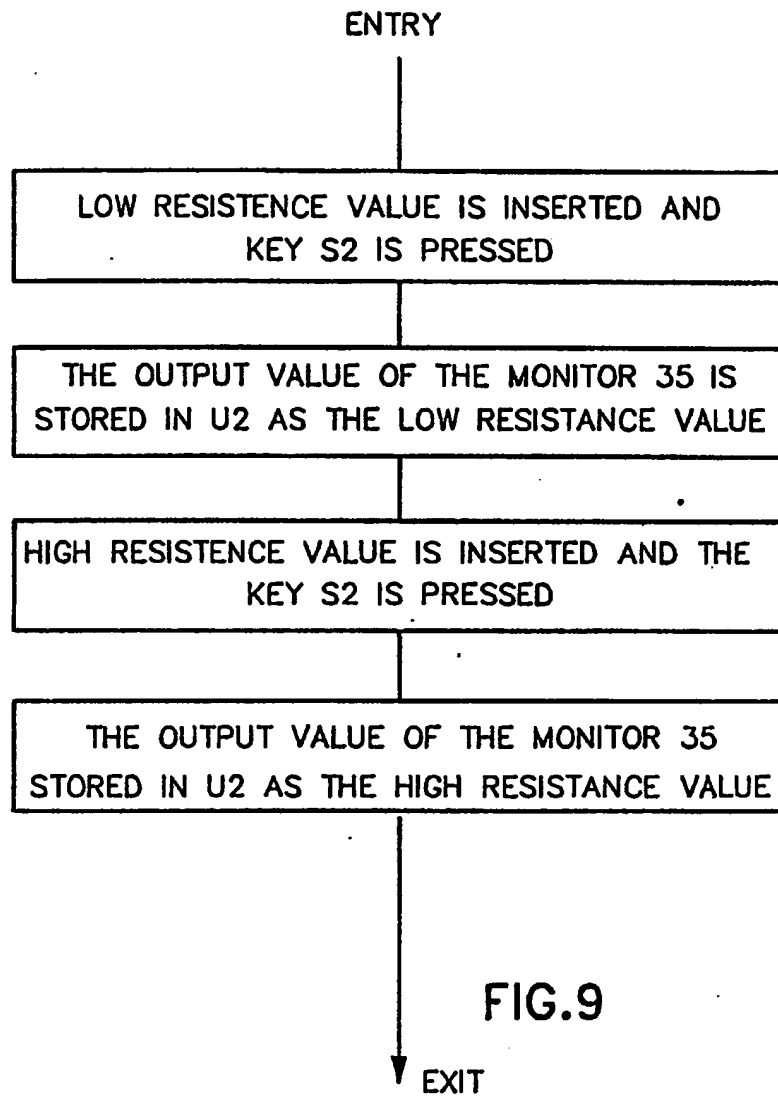 ENTRY
LOW RESISTENCE VALUE IS INSERTED AND
KEY S2 IS PRESSED
THE OUTPUT VALUE OF THE MONITOR 35 IS
STORED IN U2 AS THE LOW RESISTANCE VALUE
HIGH RESISTENCE VALUE IS INSERTED AND THE
KEY S2 IS PRESSED
THE OUTPUT VALUE OF THE MONITOR 35
STORED IN U2 AS THE HIGH RESISTANCE VALUE
FIG.9
EXIT